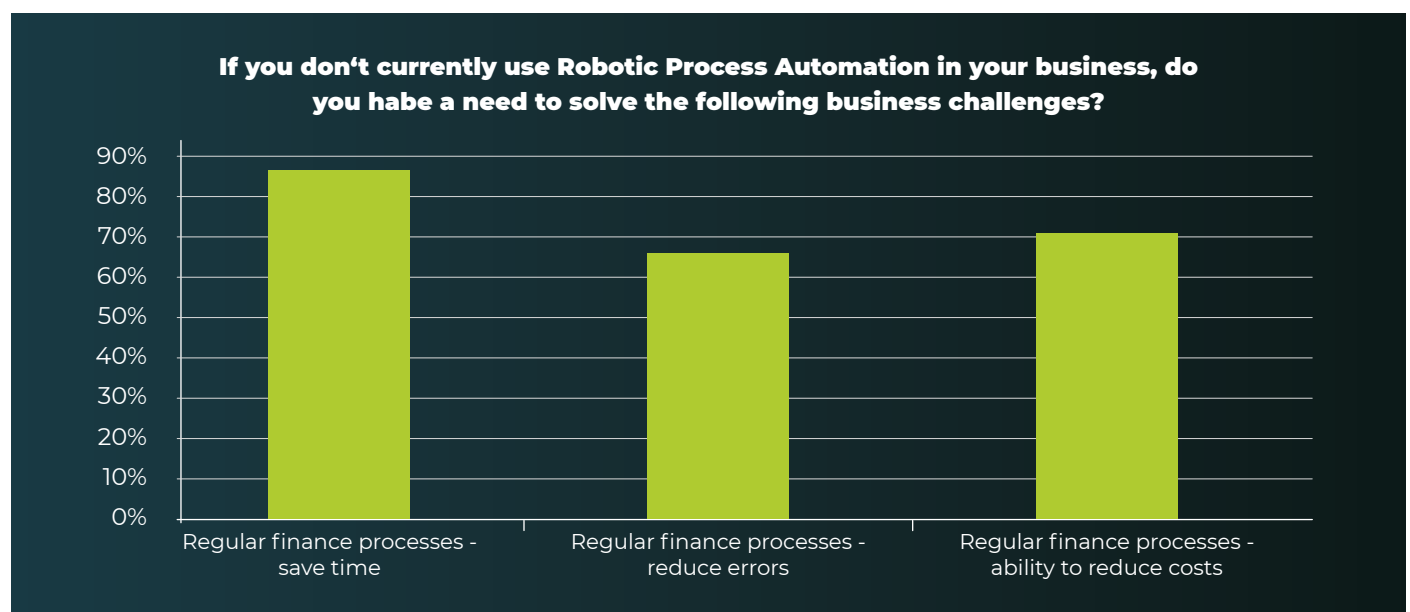 If you don‘t currently use Robotic Process Automation in your business, do
you habe a need to solve the following business challenges?
90%
80%
70%
60%
50%
40%
30%
20%
10%
0%
Regular finance processes -
save time
Regular finance processes -
reduce errors
Regular finance processes -
ability to reduce costs